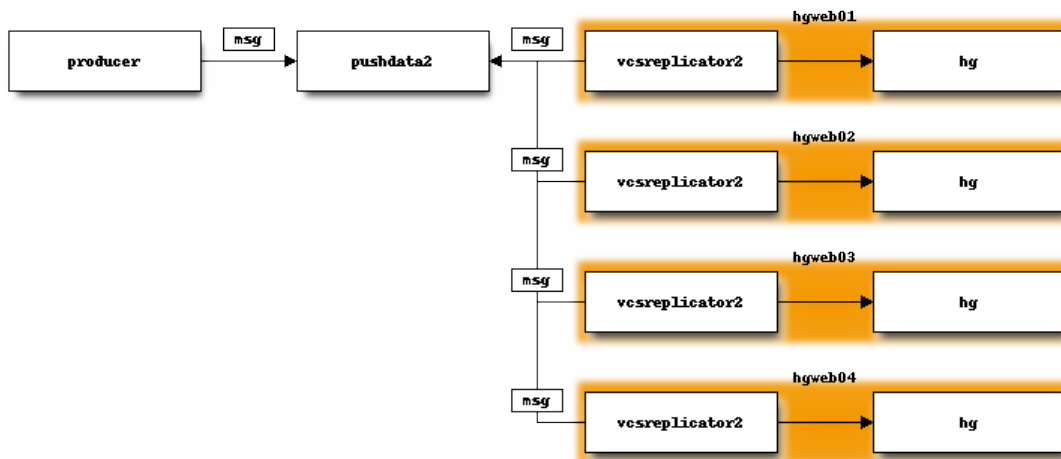 hgweb01
msg
msg
producer
pushdata2
vcsreplicator2
hg
hgweb02
msg
vcsreplicator2
hg
hgweb03
msg
vcsreplicator2
hg
hgweb04
msg
vcsreplicator2
hg